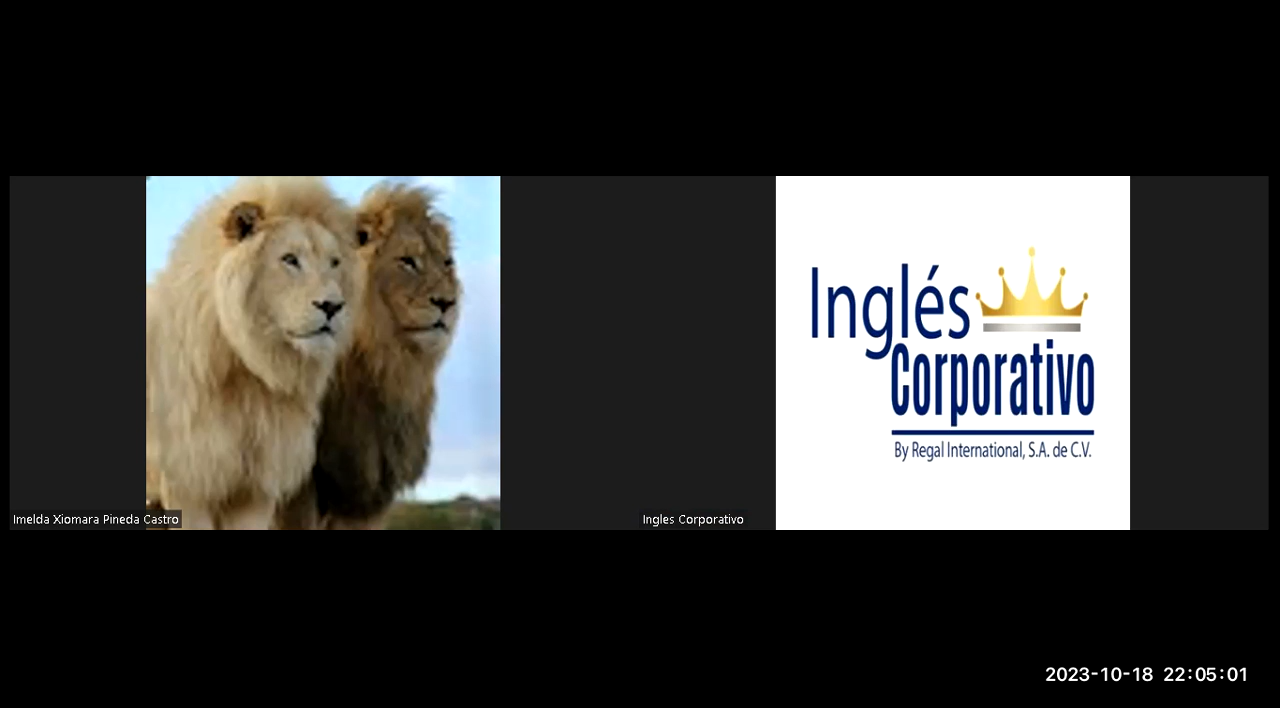 Inglés
Corporativo
By Regal International, S.A. de C.V.
Imelda Xiomara Pineda Castro
Ingles Corporativo
2023-10-18 22:05:01